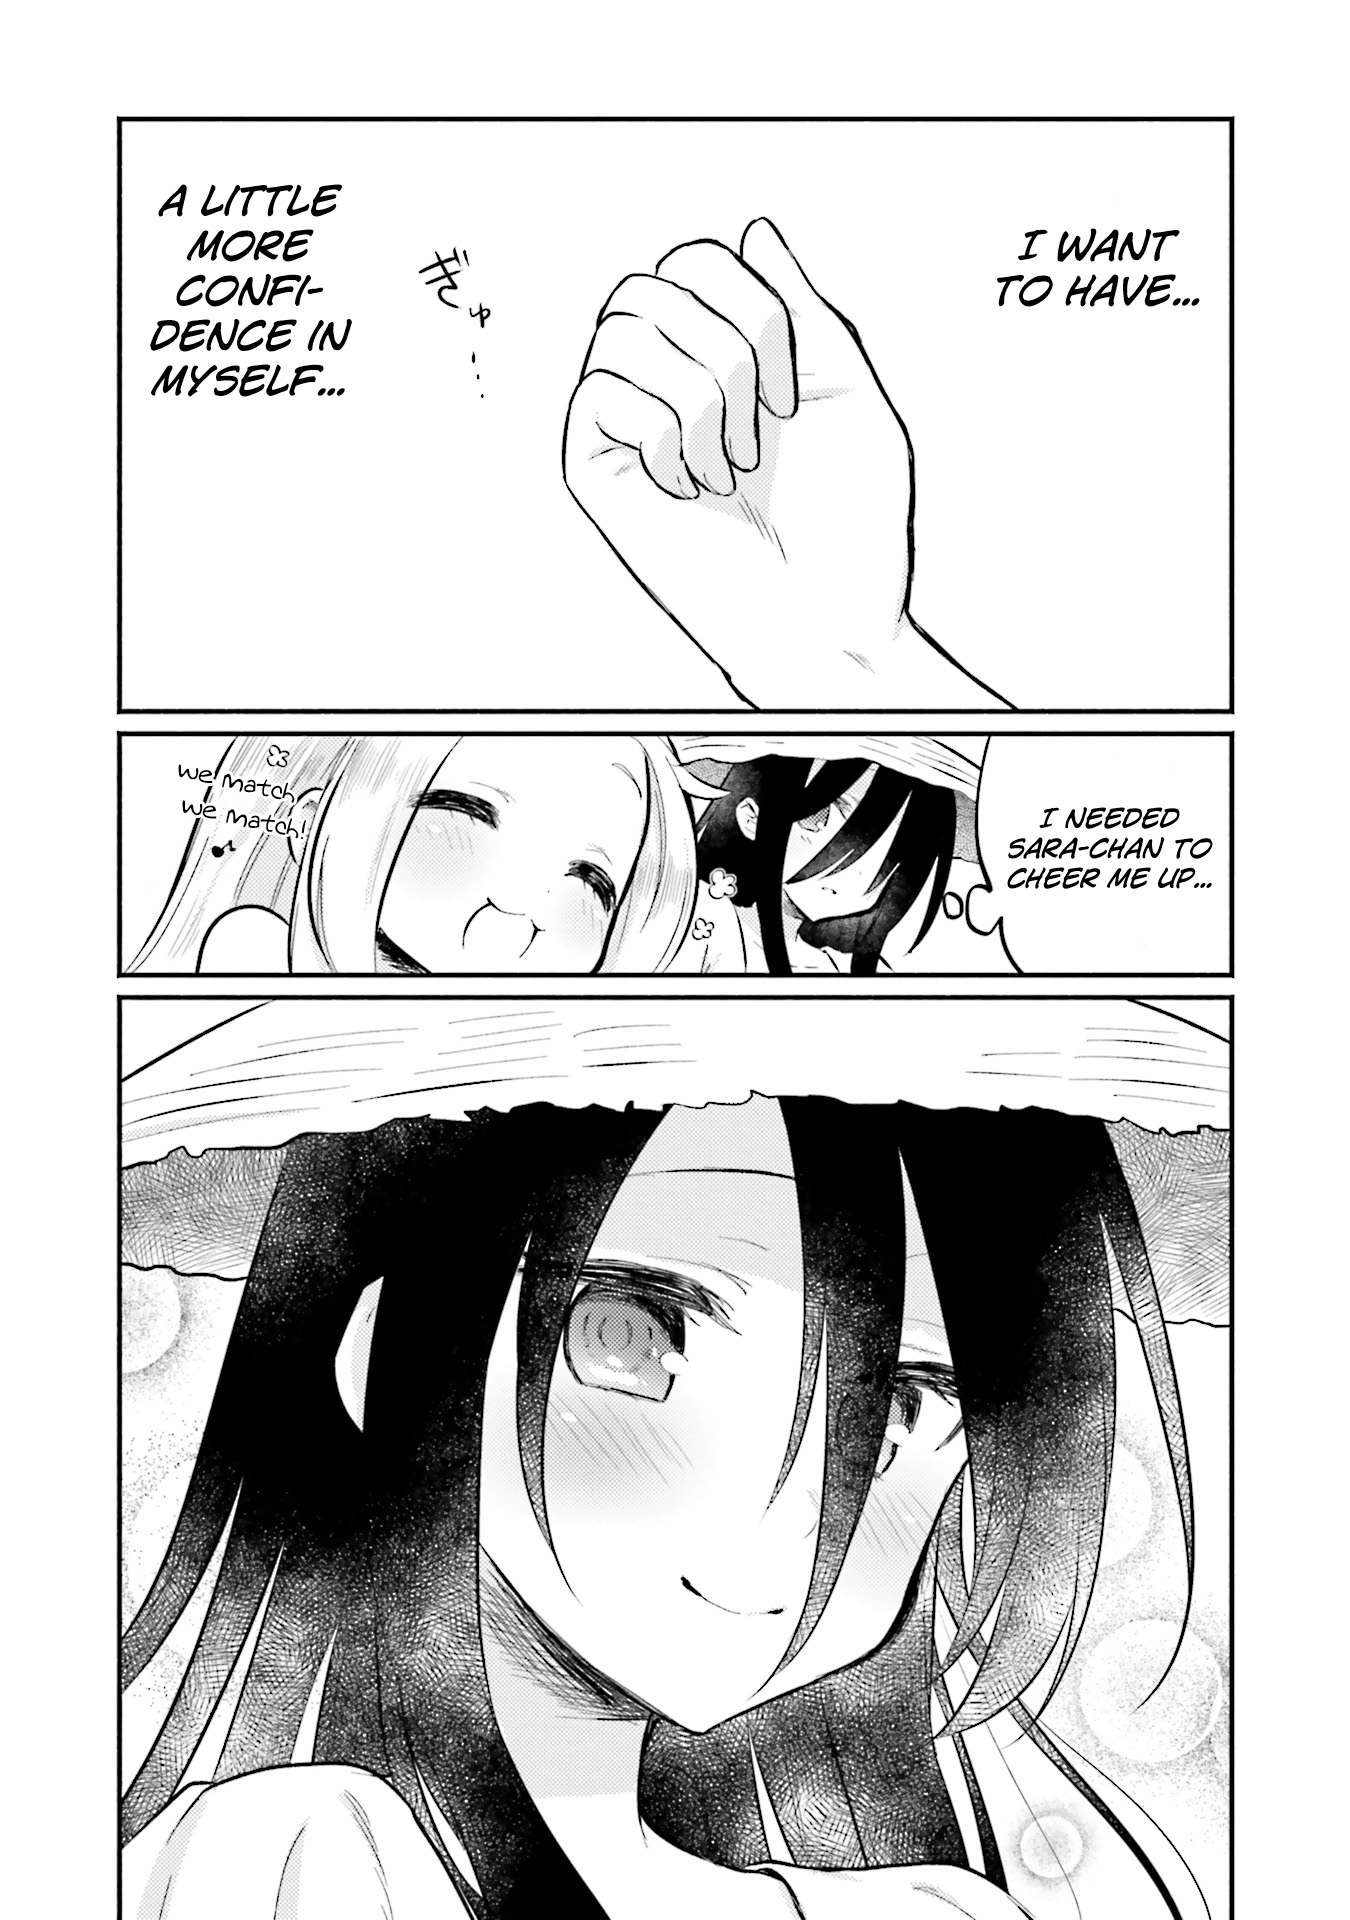 I WANT
TO HAVE...
A LITTLE
MORE
CONFI-
DENCE IN
MYSELF...
ぎゅ...
I NEEDED
SARA-CHAN TO
CHEER ME UP...
we match
we match!